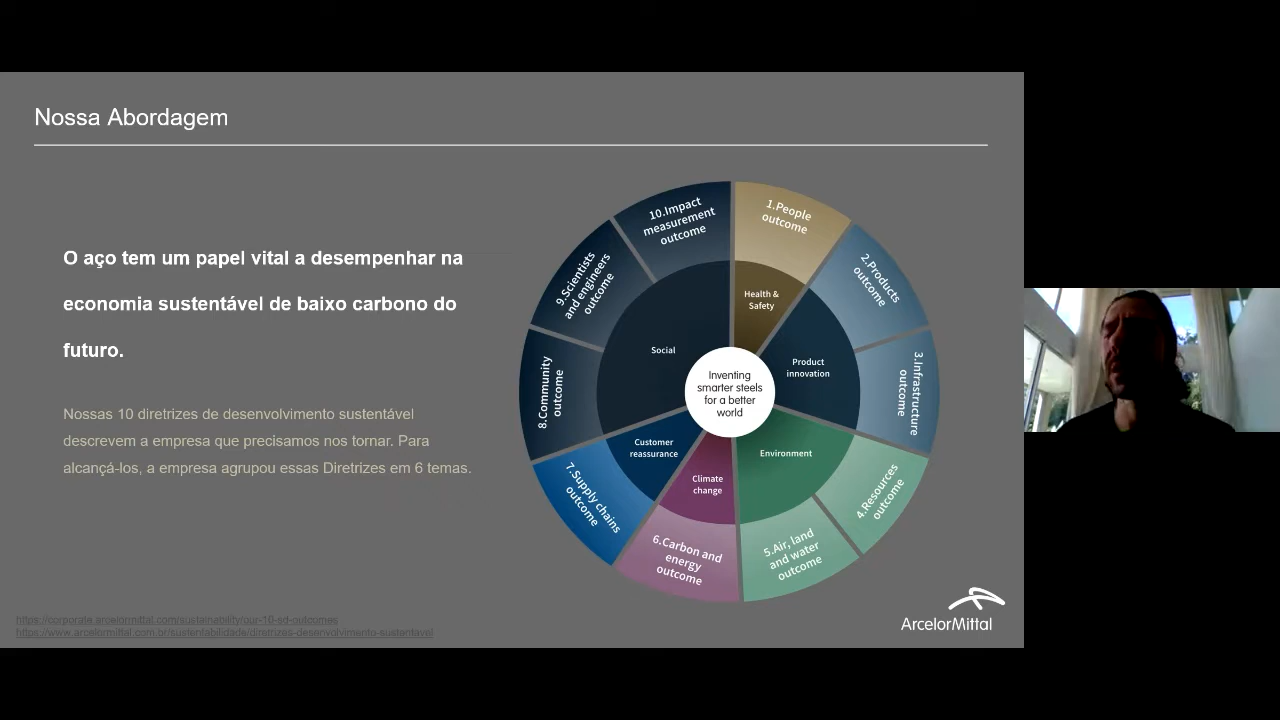 Nossa Abordagem
O aço tem um papel vital a desempenhar na
economia sustentável de baixo carbono do
futuro.
Nossas 10 diretrizes de desenvolvimento sustentável
descrevem a empresa que precisamos nos tornar. Para
alcançá-los, a empresa agrupou essas Diretrizes em 6 temas.
1.People
outcome
2.Products
outcome
3.Infrastructure
outcome
4.Resources
outcome
5.Air, land
and water
outcome
6.Carbon and
energy
outcome
7.Supply chains
outcome
8.Community
outcome
9.Scientists
and engineers
outcome
10.Impact
measurement
outcome
Health &
Safety
Product
innovation
Environment
Climate
change
Customer
reassurance
Social
Inventing
smarter steels
for a better
world
https://corporate.arcelormittal.com/sustainability/our-10-sd-outcomes
https://www.arcelormittal.com.br/sustentabilidade/diretrizes-desenvolvimento-sustentavel
ArcelorMittal